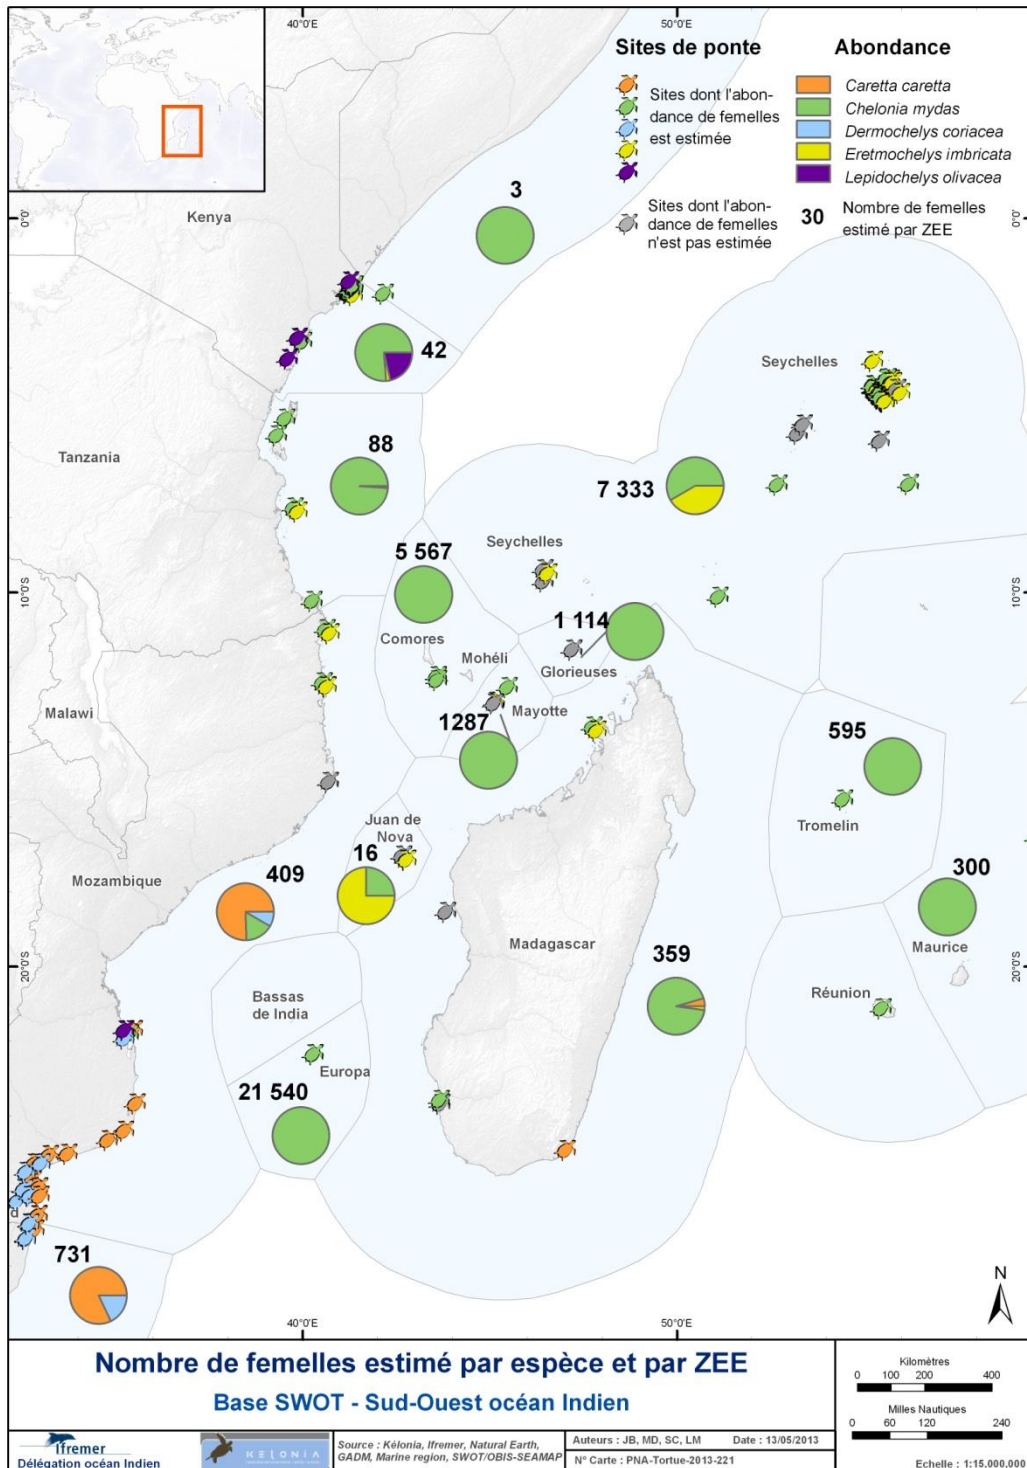 40°0'E
50°0'E
Sites de ponte
Sites dont l'abon-
dance de femelles
est estimée
Sites dont l'abon-
dance de femelles
n'est pas estimée
Abondance
Caretta caretta
Chelonia mydas
Dermochelys coriacea
Eretmochelys imbricata
Lepidochelys olivacea
30
Nombre de femelles
estimé par ZEE
0°0'
0°0'
Kenya
3
42
Seychelles
Tanzania
88
7 333
5 567
Seychelles
10°0'S
10°0'S
1 114
Comores
Mohéli
Glorieuses
Malawi
Mayotte
1287
595
Juan de
Nova
Tromelin
16
Mozambique
409
300
Madagascar
359
Maurice
20°0'S
20°0'S
Bassas
de India
Réunion
Europa
21 540
d
731
N
40°0'E
50°0'E
Nombre de femelles estimé par espèce et par ZEE
Base SWOT - Sud-Ouest océan Indien
Kilomètres
0 100 200 400
Milles Nautiques
0 60 120 240
Echelle : 1:15.000.000
Ifremer
Délégation océan Indien
KELONIA
Source : Kélonia, Ifremer, Natural Earth,
GADM, Marine region, SWOT/OBIS-SEAMAP
Auteurs : JB, MD, SC, LM Date : 13/05/2013
N° Carte : PNA-Tortue-2013-221